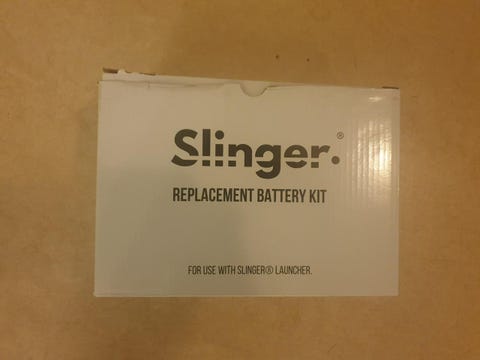 Slinger.®
REPLACEMENT BATTERY KIT
FOR USE WITH SLINGER® LAUNCHER.